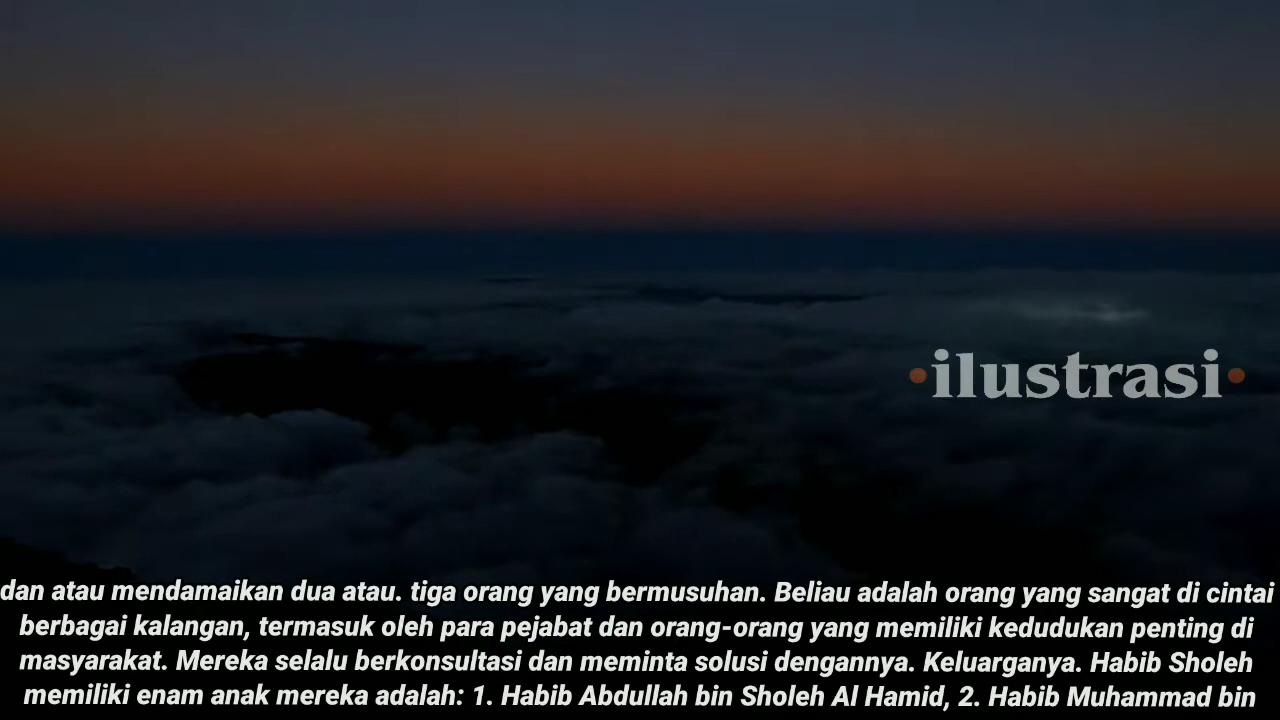 •ilustrasi•
dan atau mendamaikan dua atau. tiga orang yang bermusuhan. Beliau adalah orang yang sangat di cintai
berbagai kalangan, termasuk oleh para pejabat dan orang-orang yang memiliki kedudukan penting di
masyarakat. Mereka selalu berkonsultasi dan meminta solusi dengannya. Keluarganya. Habib Sholeh
memiliki enam anak mereka adalah: 1. Habib Abdullah bin Sholeh Al Hamid, 2. Habib Muhammad bin